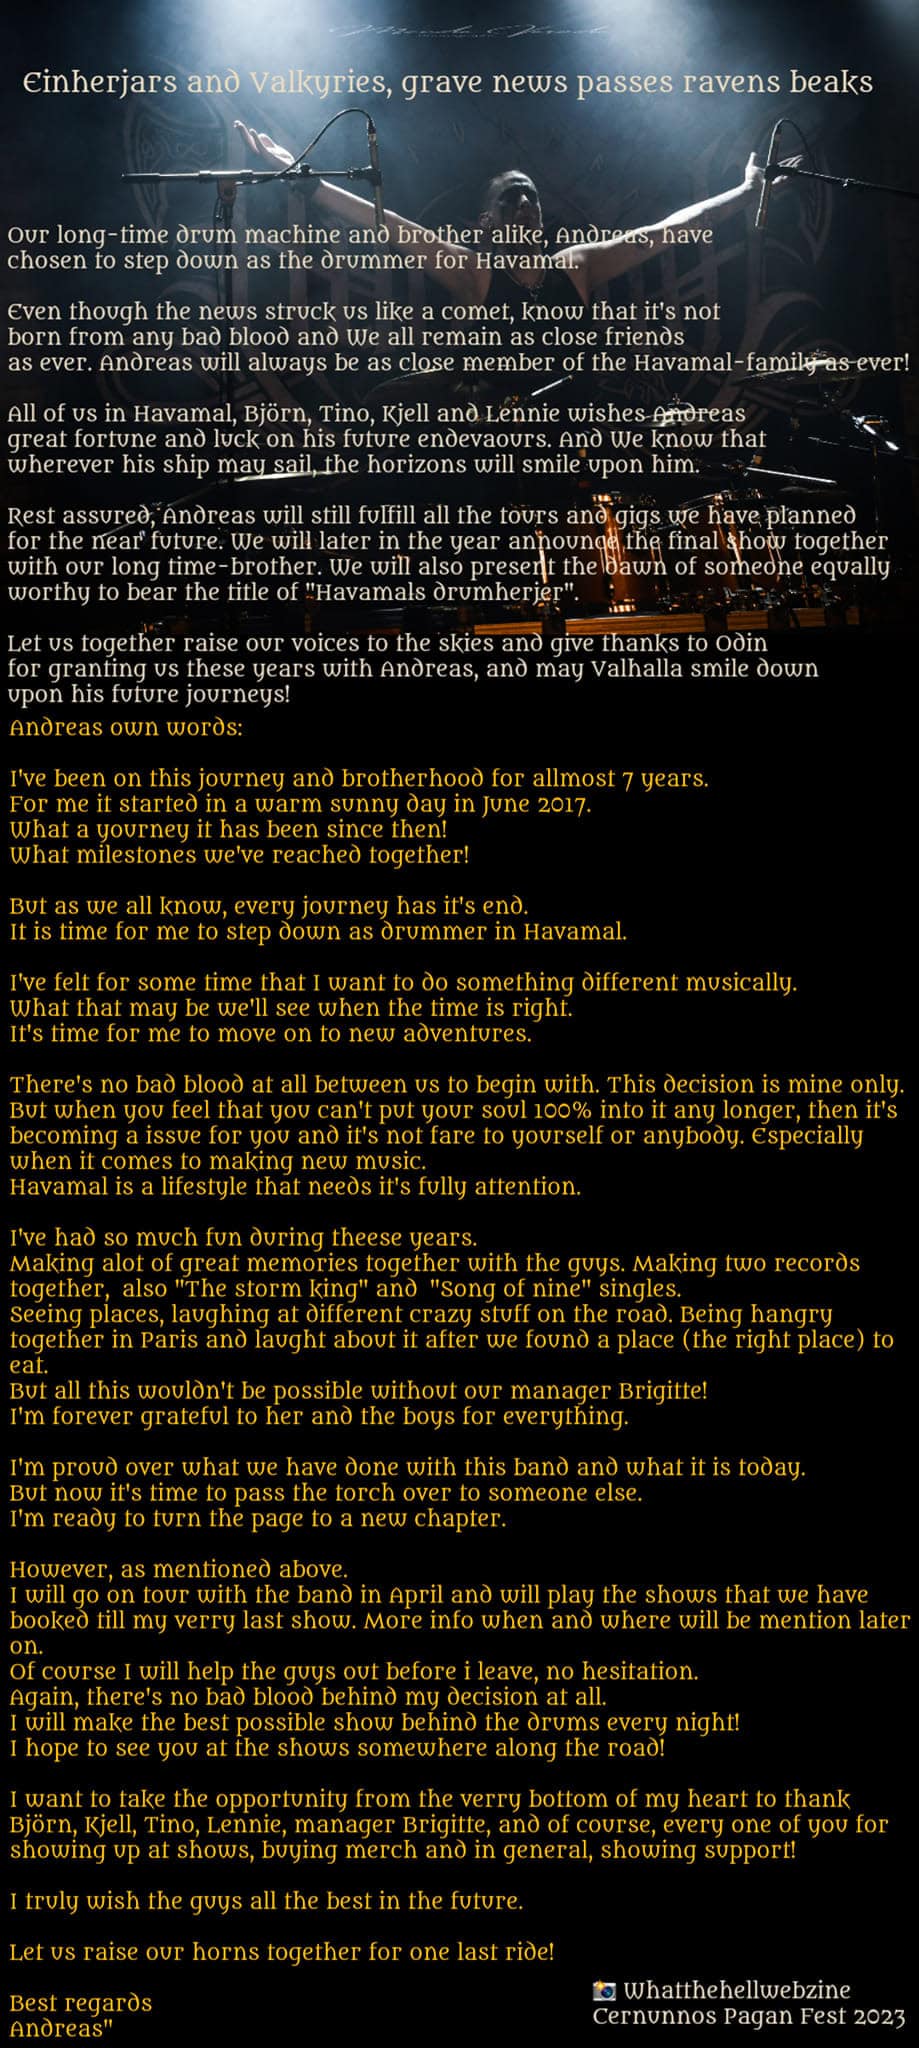 Einherjars and Valkyries, grave news passes ravens beaks
Our long-time drum machine and brother alike, Andreas, have
chosen to step down as the drummer for Havamal.
Even though the news struck us like a comet, know that it's not
born from any bad blood and We all remain as close friends
as ever. Andreas will always be as close member of the Havamal-family as ever!
All of us in Havamal, Björn, Tino, Kjell and Lennie wishes Andreas
great fortune and luck on his future endevaours. And We know that
wherever his ship may sail, the horizons will smile upon him.
Rest assured, Andreas will still fulfill all the tours and gigs we have planned
for the near future. We will later in the year announce the final show together
with our long time-brother. We will also present the dawn of someone equally
worthy to bear the title of "Havamals drumherjer".
Let us together raise our voices to the skies and give thanks to Odin
for granting us these years with Andreas, and may Valhalla smile down
upon his future journeys!
Andreas own words:
I've been on this journey and brotherhood for allmost 7 years.
For me it started in a warm sunny day in June 2017.
What a yourney it has been since then!
What milestones we've reached together!
But as we all know, every journey has it's end.
It is time for me to step down as drummer in Havamal.
I've felt for some time that I want to do something different musically.
What that may be we'll see when the time is right.
It's time for me to move on to new adventures.
There's no bad blood at all between us to begin with. This decision is mine only.
But when you feel that you can't put your soul 100% into it any longer, then it's
becoming a issue for you and it's not fare to yourself or anybody. Especially
when it comes to making new music.
Havamal is a lifestyle that needs it's fully attention.
I've had so much fun during theese years.
Making alot of great memories together with the guys. Making two records
together,  also "The storm king" and  "Song of nine" singles.
Seeing places, laughing at different crazy stuff on the road. Being hangry
together in Paris and laught about it after we found a place (the right place) to
eat.
But all this wouldn't be possible without our manager Brigitte!
I'm forever grateful to her and the boys for everything.
I'm proud over what we have done with this band and what it is today.
But now it's time to pass the torch over to someone else.
I'm ready to turn the page to a new chapter.
However, as mentioned above.
I will go on tour with the band in April and will play the shows that we have
booked till my verry last show. More info when and where will be mention later
on.
Of course I will help the guys out before i leave, no hesitation.
Again, there's no bad blood behind my decision at all.
I will make the best possible show behind the drums every night!
I hope to see you at the shows somewhere along the road!
I want to take the opportunity from the verry bottom of my heart to thank
Björn, Kjell, Tino, Lennie, manager Brigitte, and of course, every one of you for
showing up at shows, buying merch and in general, showing support!
I truly wish the guys all the best in the future.
Let us raise our horns together for one last ride!
Best regards
Andreas"
📸 Whatthehellwebzine
Cernunnos Pagan Fest 2023